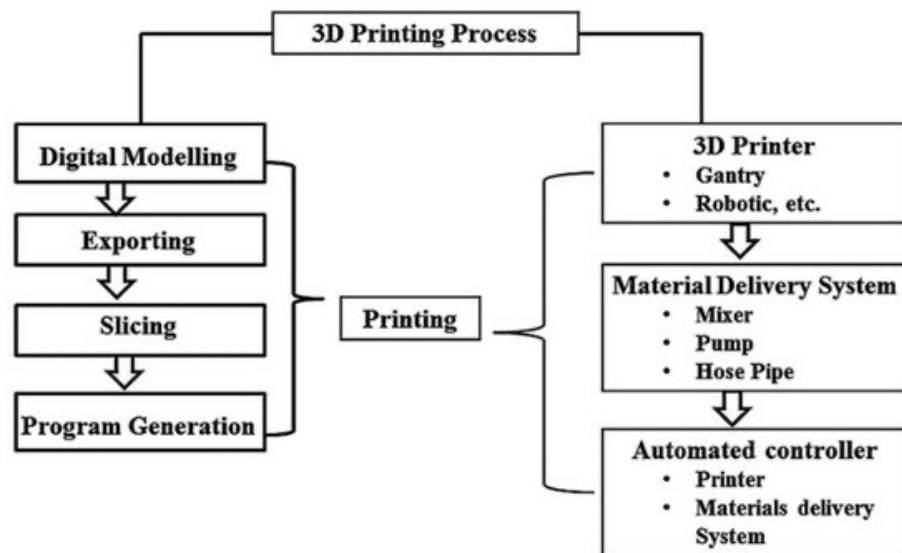 3D Printing Process
Digital Modelling
Exporting
Slicing
Program Generation
Printing
3D Printer
• Gantry
• Robotic, etc.
Material Delivery System
• Mixer
• Pump
• Hose Pipe
Automated controller
• Printer
• Materials delivery
System